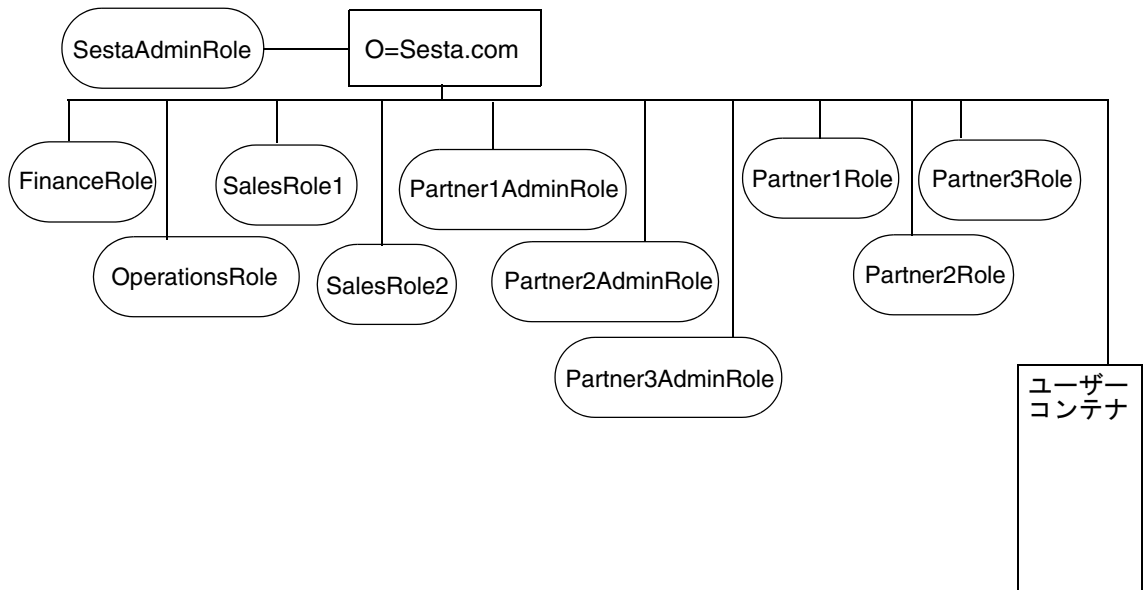 SestaAdminRole
O=Sesta.com
FinanceRole
SalesRole1
Partner1AdminRole
Partner1Role
Partner3Role
OperationsRole
SalesRole2
Partner2AdminRole
Partner2Role
Partner3AdminRole
ユーザー
コンテナ